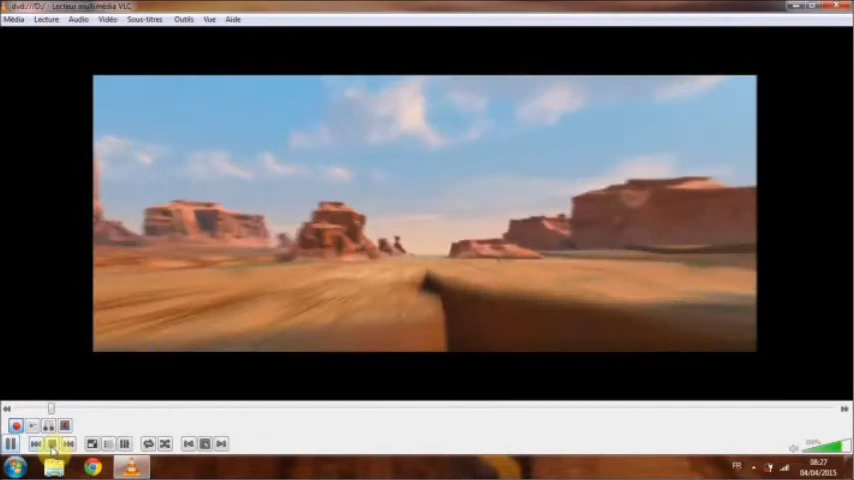 dvd:///D:/ - Lecteur multimédia VLC
Média Lecture Audio Vidéo Sous-titres Outils Vue Aide
100%
FR
08:27
04/04/2015